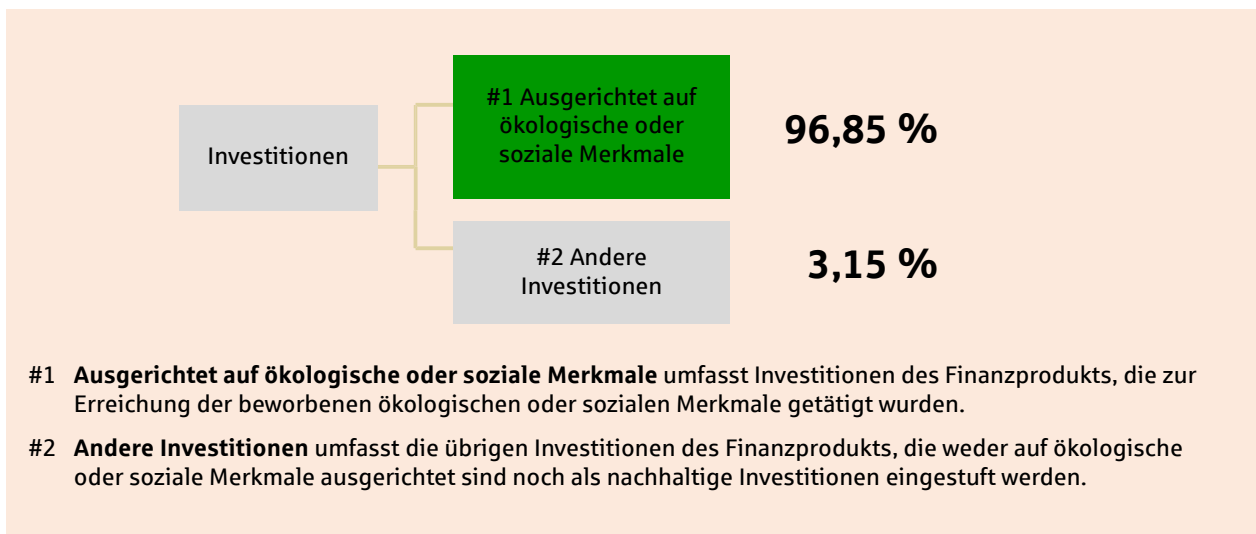 Investitionen
#1 Ausgerichtet auf
ökologische oder
soziale Merkmale
96,85 %
#2 Andere
Investitionen
3,15 %
#1 Ausgerichtet auf ökologische oder soziale Merkmale umfasst Investitionen des Finanzprodukts, die zur
Erreichung der beworbenen ökologischen oder sozialen Merkmale getätigt wurden.
#2 Andere Investitionen umfasst die übrigen Investitionen des Finanzprodukts, die weder auf ökologische
oder soziale Merkmale ausgerichtet sind noch als nachhaltige Investitionen eingestuft werden.